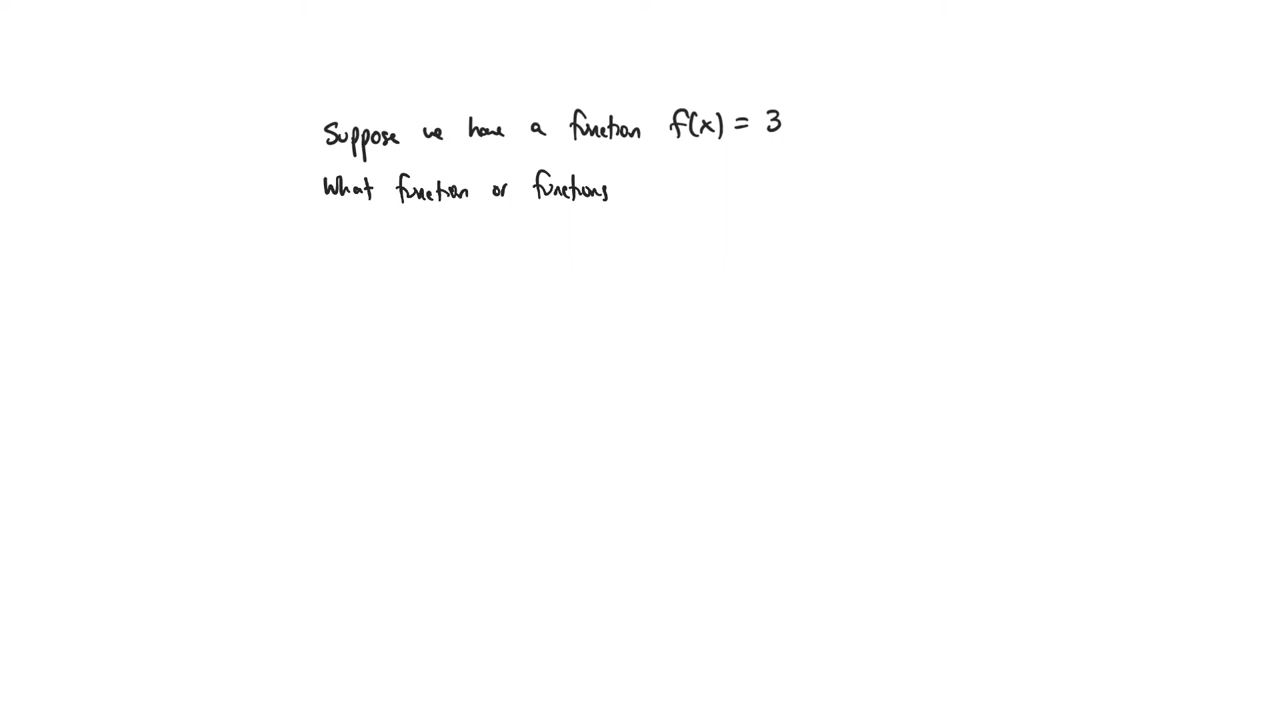 Suppose we have a function f(x) = 3
What function or functions